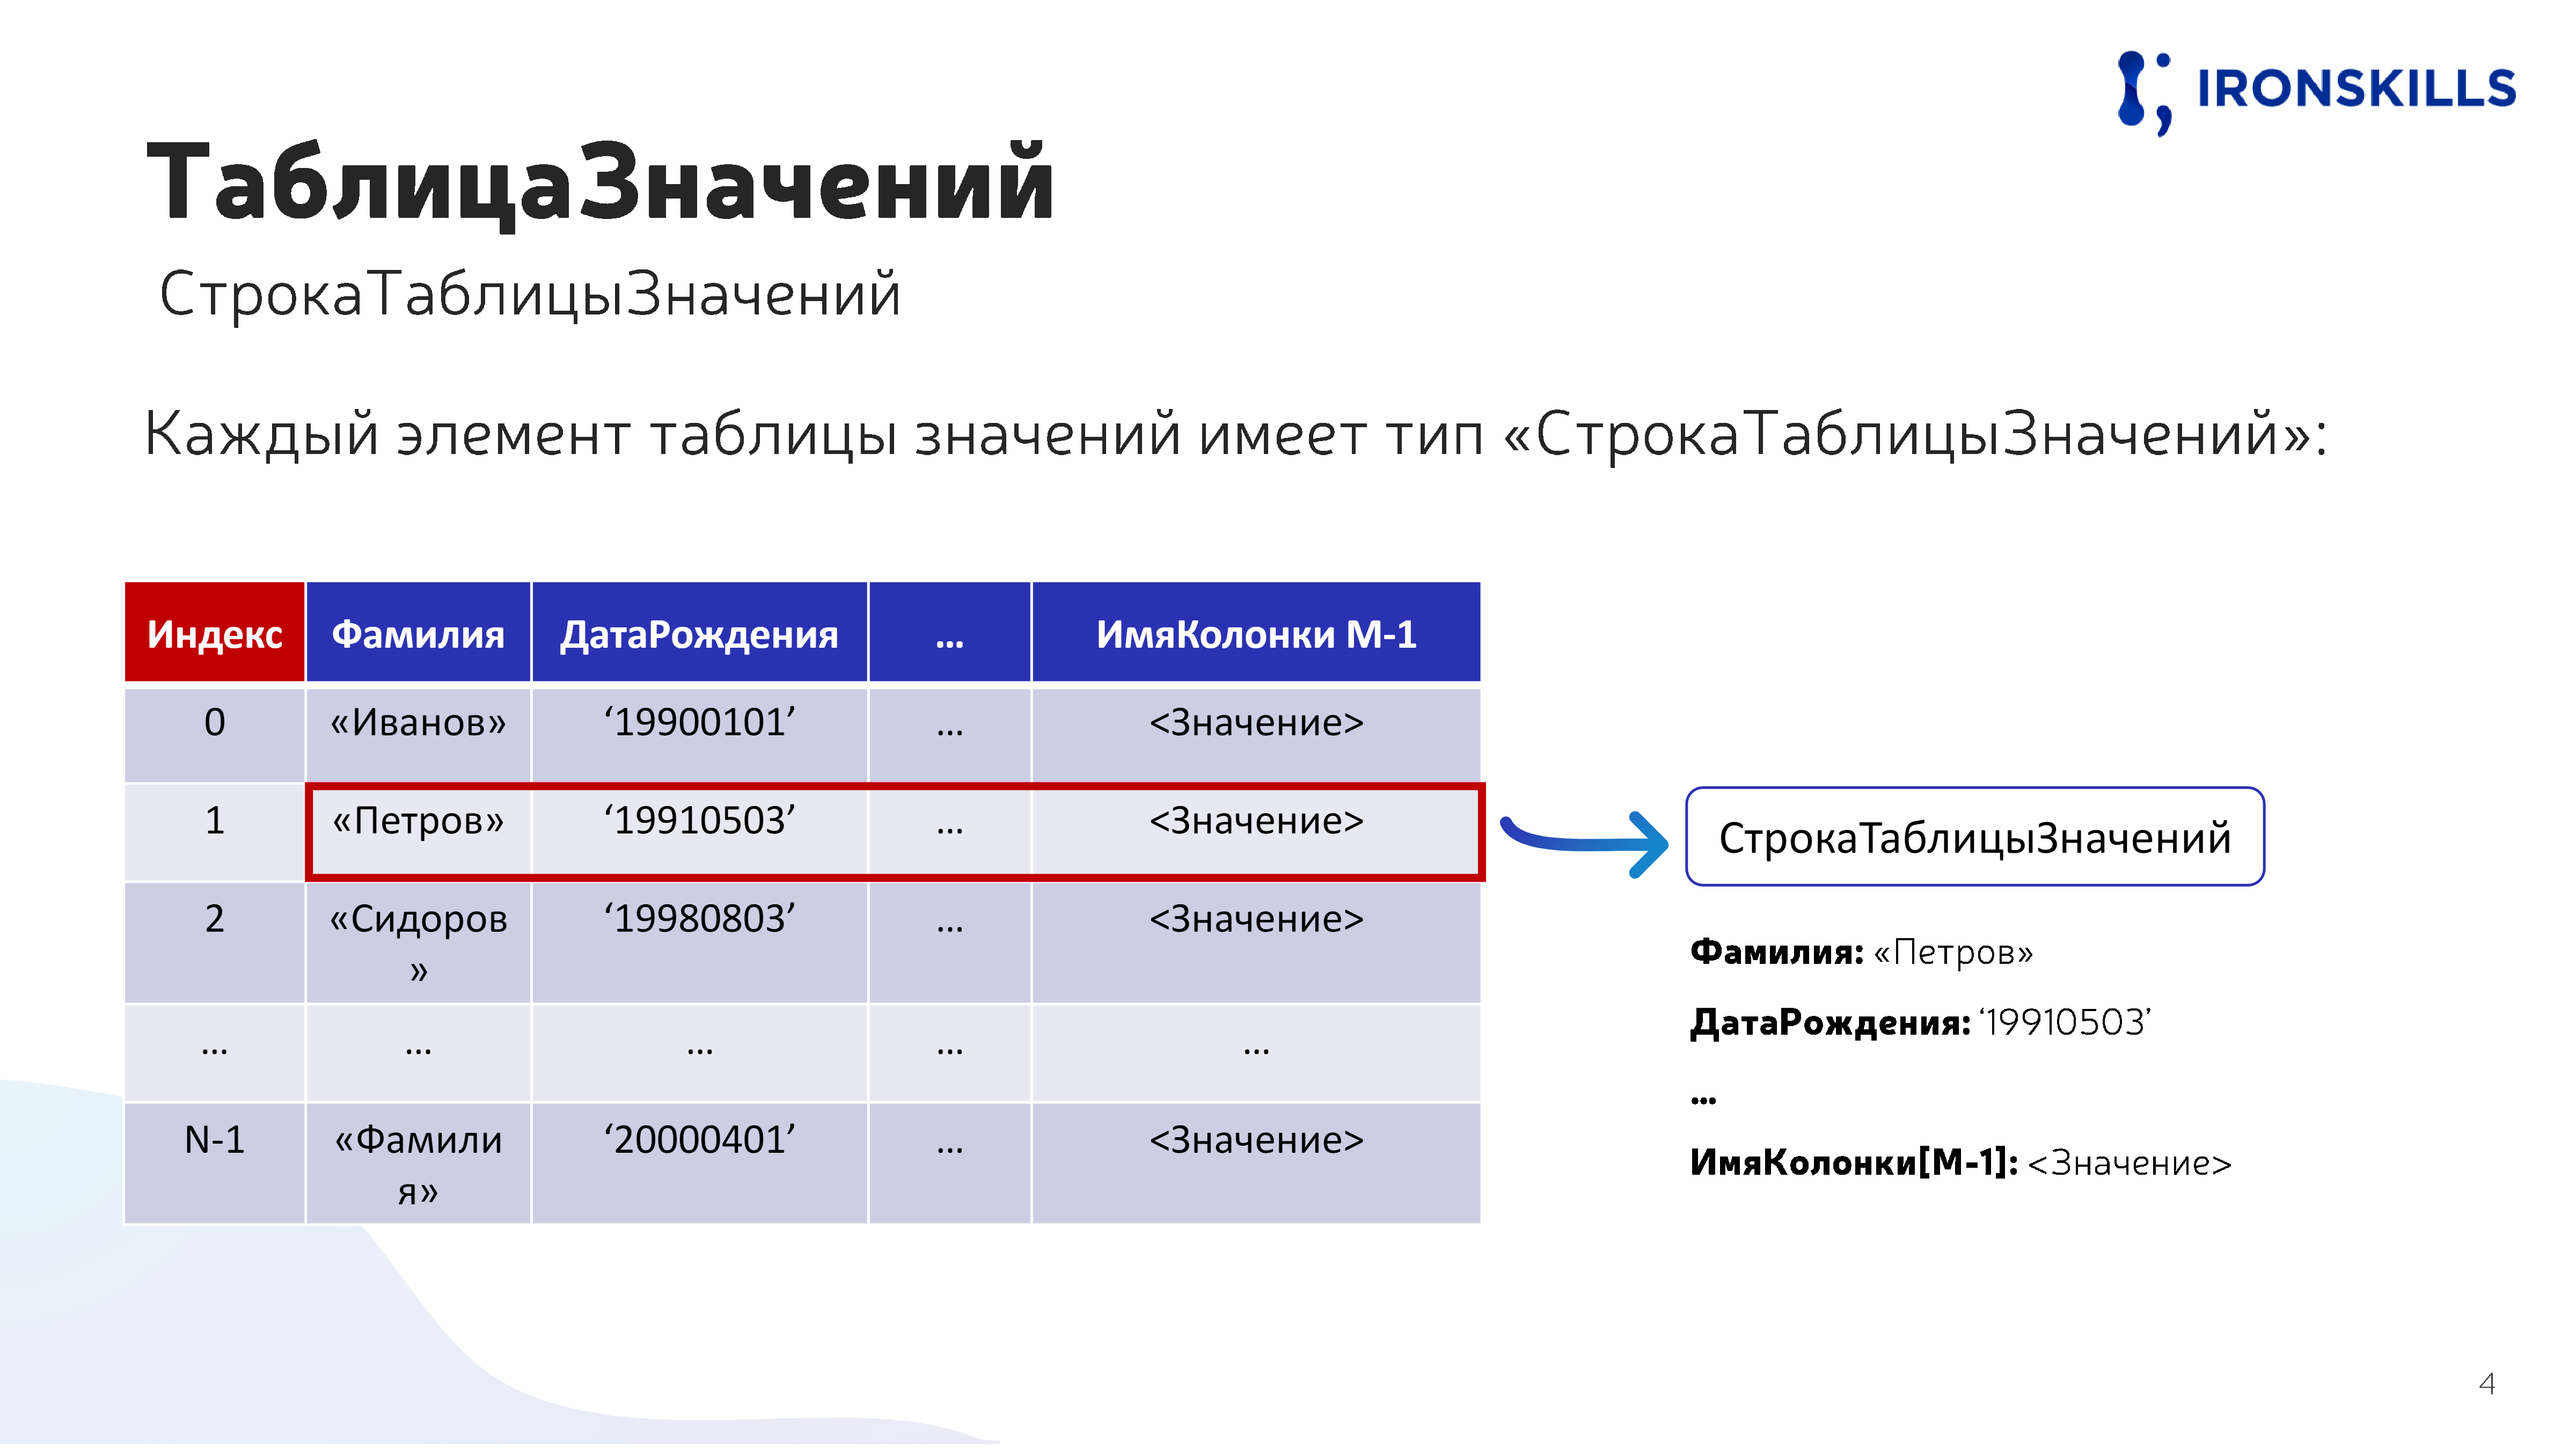 IRONSKILLS
ТаблицаЗначений
СтрокаТаблицыЗначений
Каждый элемент таблицы значений имеет тип «СтрокаТаблицыЗначений»:
Индекс Фамилия ДатаРождения ... ИмяКолонки M-1
0 «Иванов» ‘19900101’ ... <Значение>
1 «Петров» ‘19910503’ ... <Значение>
2 «Сидоров
» ‘19980803’ ... <Значение>
... ... ... ... ...
N-1 «Фамили
я» ‘20000401’ ... <Значение>
СтрокаТаблицыЗначений
Фамилия: «Петров»
ДатаРождения: ‘19910503’
...
ИмяКолонки[M-1]: <Значение>
4